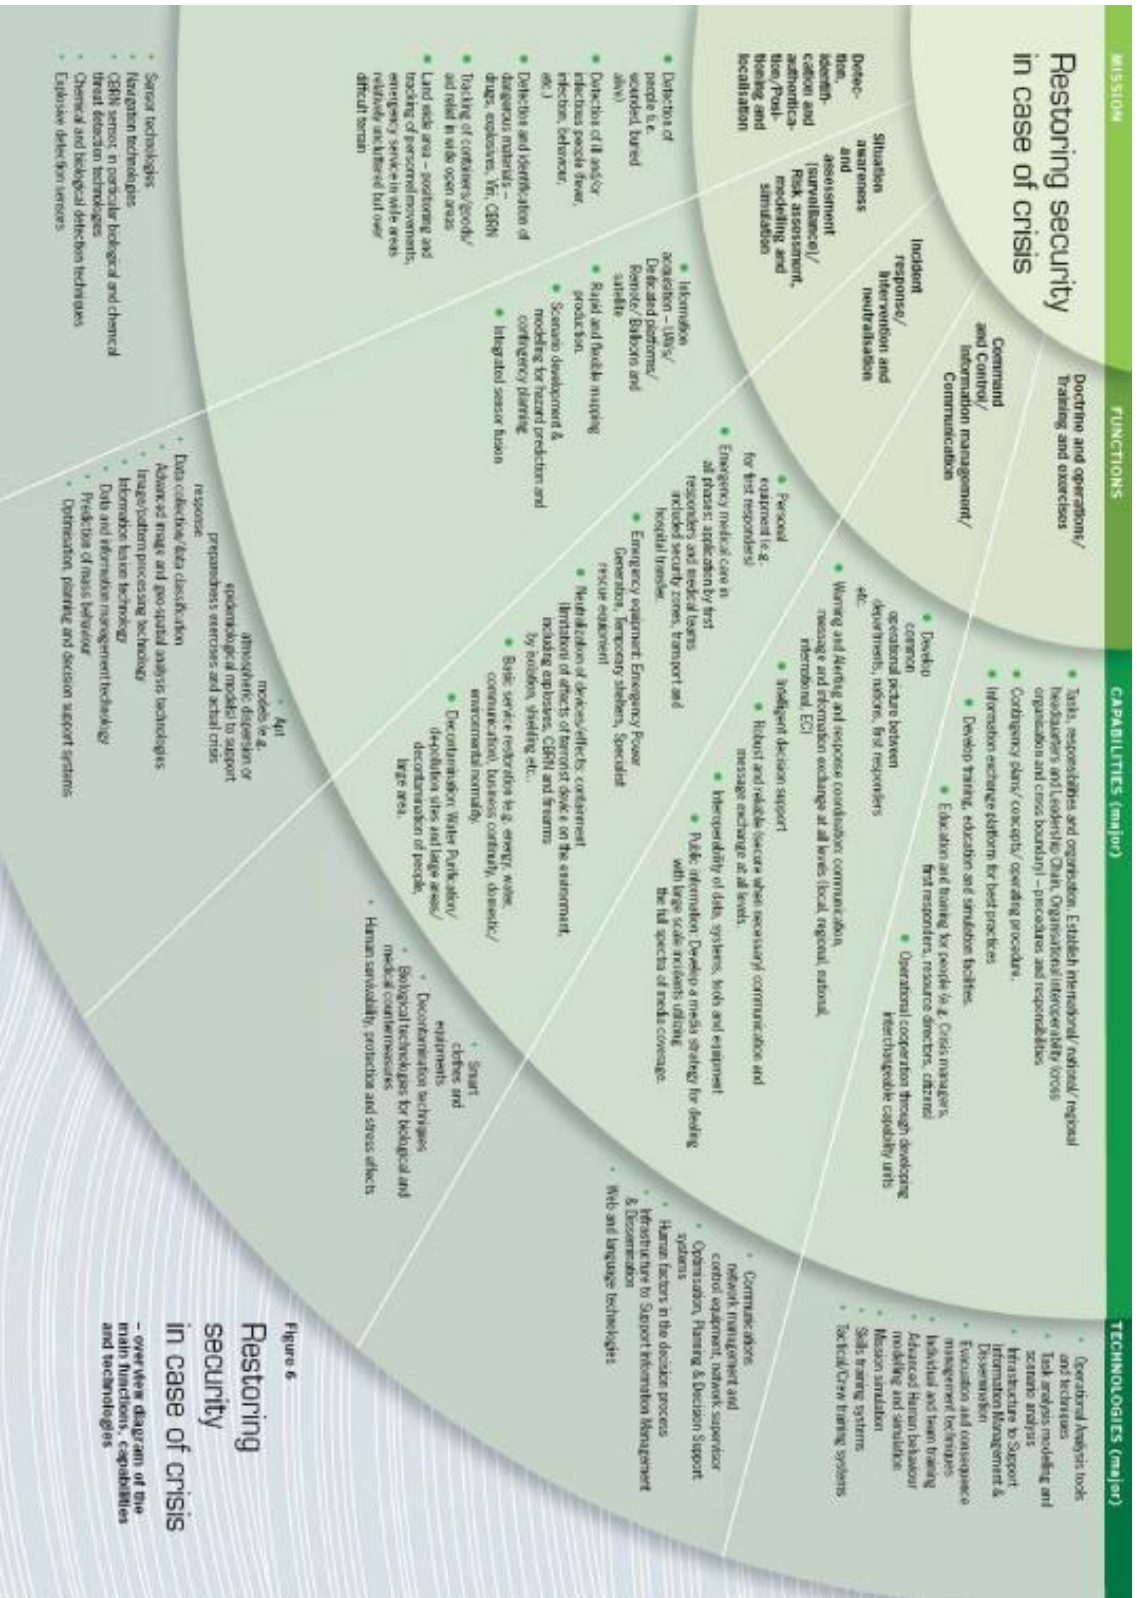 MISSION
FUNCTIONS
CAPABILITIES (major)
TECHNOLOGIES (major)
Restoring security
in case of crisis
Doctrine and operations/
Training and exercises
Command
and Control/
Information management/
Communication
Incident
response/
Intervention and
neutralisation
Situation
awareness
and
assessment
(surveillance)/
Risk assessment,
modelling and
simulation
Detec-
tion,
identifi-
cation and
authentica-
tion/Posi-
tioning and
localisation
• Tasks, responsibilities and organisation. Establish international/ national/ regional
headquarters and Leadership Chain, Organisational interoperability (cross
organisation and cross boundary) – procedures and responsibilities
• Contingency plans/ concepts/ operating procedure.
• Information exchange platform for best practices
• Develop training, education and simulation facilities.
• Education and training for people (e.g. Crisis managers,
first responders, resource directors, citizens)
• Operational cooperation through developing
interchangeable capability units
• Develop
common
operational picture between
departments, nations, first responders
etc.
• Warning and Alerting and response coordination: communication,
message and information exchange at all levels (local, regional, national,
international, EC)
• Intelligent decision support
• Robust and reliable (secure when necessary) communication and
message exchange at all levels.
• Interoperability of data, systems, tools and equipment
• Public information: Develop a media strategy for dealing
with large scale incidents utilizing
the full spectra of media coverage.
• Personal
equipment (e.g.
for first responders)
• Emergency medical care in
all phases: application by first
responders and medical teams
included security zones, transport and
hospital transfer.
• Emergency equipment: Emergency Power
Generation, Temporary shelters, Specialist
rescue equipment
• Neutralization of devices/effects: containment
(limitation) of affects of terrorist device on the environment,
including explosives, CBRN and firearms
by isolation, shielding etc...
• Basic service restoration (e.g. energy, water,
communication), business continuity, domestic/
environmental normality.
• Decontamination: Water Purification/
de-pollution sites and large areas/
decontamination of people,
large area.
• Information
acquisition – UAVs/
Dedicated platforms/
Remote/ Balloons and
satellite
• Rapid and flexible mapping
production.
• Scenario development &
modelling for hazard prediction and
contingency planning
• Integrated sensor fusion
• Detection of
people (i.e.
wounded, buried
alive)
• Detection of ill and/or
infectious people (fever,
infection, behaviour,
etc.)
• Detection and identification of
dangerous materials –
drugs, explosives, Viri, CBRN
• Tracking of containers/goods/
aid relief in wide open areas
• Land wide area – positioning and
tracking of personnel movements,
emergency service in wide areas
relatively uncluttered but over
difficult terrain
• Operational Analysis tools
and techniques
• Task analysis modelling and
scenario analysis
• Infrastructure to Support
Information Management &
Dissemination
• Evacuation and consequence
management techniques
• Individual and team training
• Advanced Human behaviour
modelling and simulation
• Mission simulation
• Skills training systems
• Tactical/Crew training systems
• Communications
network management and
control equipment, network supervisor
• Optimisation, Planning & Decision Support
systems
• Human factors in the decision process
• Infrastructure to Support Information Management
& Dissemination
• Web and language technologies
• Smart
clothes and
equipments
• Decontamination techniques
• Biological technologies for biological and
medical countermeasures
• Human survivability, protection and stress effects
• Apt
models (e.g.,
atmospheric dispersion or
epidemiological models) to support
preparedness exercises and actual crisis
response
• Data collection/data classification
• Advanced image and geo-spatial analysis technologies
• Image/pattern processing technology
• Information fusion technology
• Data and information management technology
• Prediction of mass behaviour
• Optimisation, planning and decision support systems
• Sensor technologies
• Navigation technologies
• CBRN sensor, in particular biological and chemical
threat detection technologies
• Chemical and biological detection techniques
• Explosive detection sensors
Figure 6
Restoring
security
in case of crisis
– overview diagram of the
main functions, capabilities
and technologies